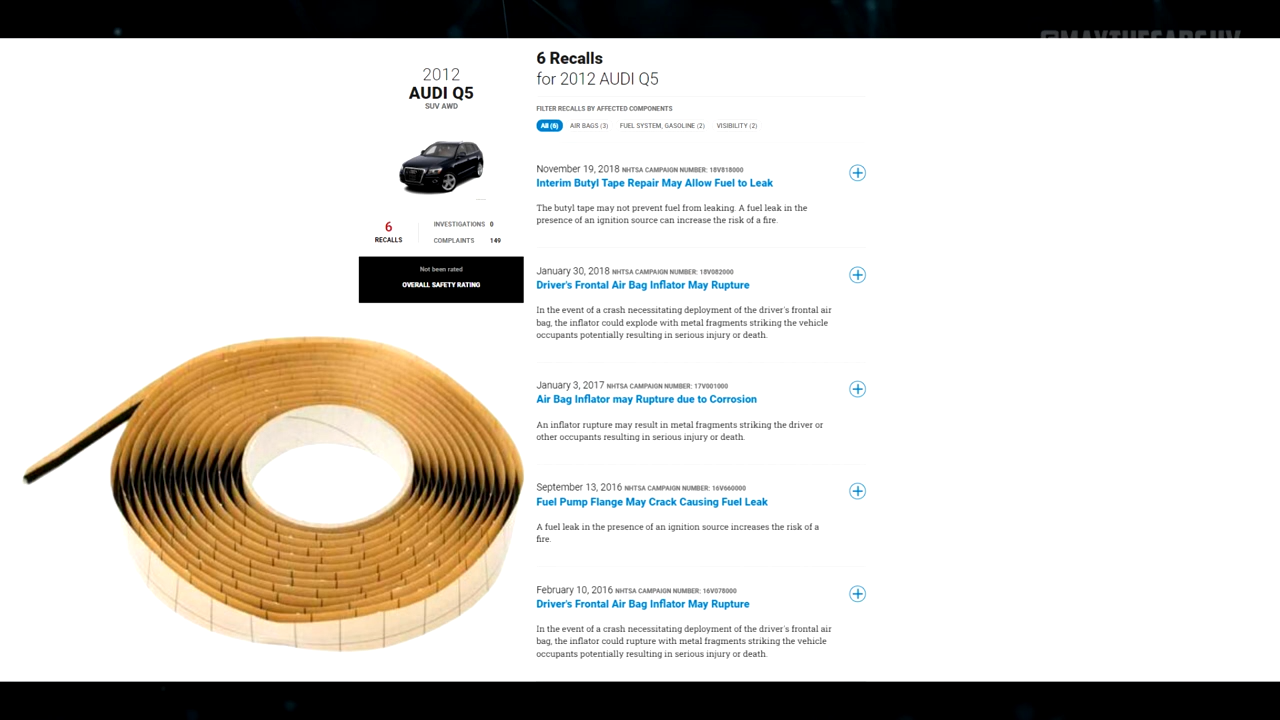 @MAYTHECARGUY
2012
AUDI Q5
SUV AWD
6
RECALLS
INVESTIGATIONS 0
COMPLAINTS 149
Not been rated
OVERALL SAFETY RATING
6 Recalls
for 2012 AUDI Q5
FILTER RECALLS BY AFFECTED COMPONENTS
All (6) AIR BAGS (3) FUEL SYSTEM, GASOLINE (2) VISIBILITY (2)
November 19, 2018 NHTSA CAMPAIGN NUMBER: 18V818000
Interim Butyl Tape Repair May Allow Fuel to Leak
The butyl tape may not prevent fuel from leaking. A fuel leak in the
presence of an ignition source can increase the risk of a fire.
January 30, 2018 NHTSA CAMPAIGN NUMBER: 18V082000
Driver's Frontal Air Bag Inflator May Rupture
In the event of a crash necessitating deployment of the driver's frontal air
bag, the inflator could explode with metal fragments striking the vehicle
occupants potentially resulting in serious injury or death.
January 3, 2017 NHTSA CAMPAIGN NUMBER: 17V001000
Air Bag Inflator may Rupture due to Corrosion
An inflator rupture may result in metal fragments striking the driver or
other occupants resulting in serious injury or death.
September 13, 2016 NHTSA CAMPAIGN NUMBER: 16V660000
Fuel Pump Flange May Crack Causing Fuel Leak
A fuel leak in the presence of an ignition source increases the risk of a
fire.
February 10, 2016 NHTSA CAMPAIGN NUMBER: 16V078000
Driver's Frontal Air Bag Inflator May Rupture
In the event of a crash necessitating deployment of the driver's frontal air
bag, the inflator could rupture with metal fragments striking the vehicle
occupants potentially resulting in serious injury or death.